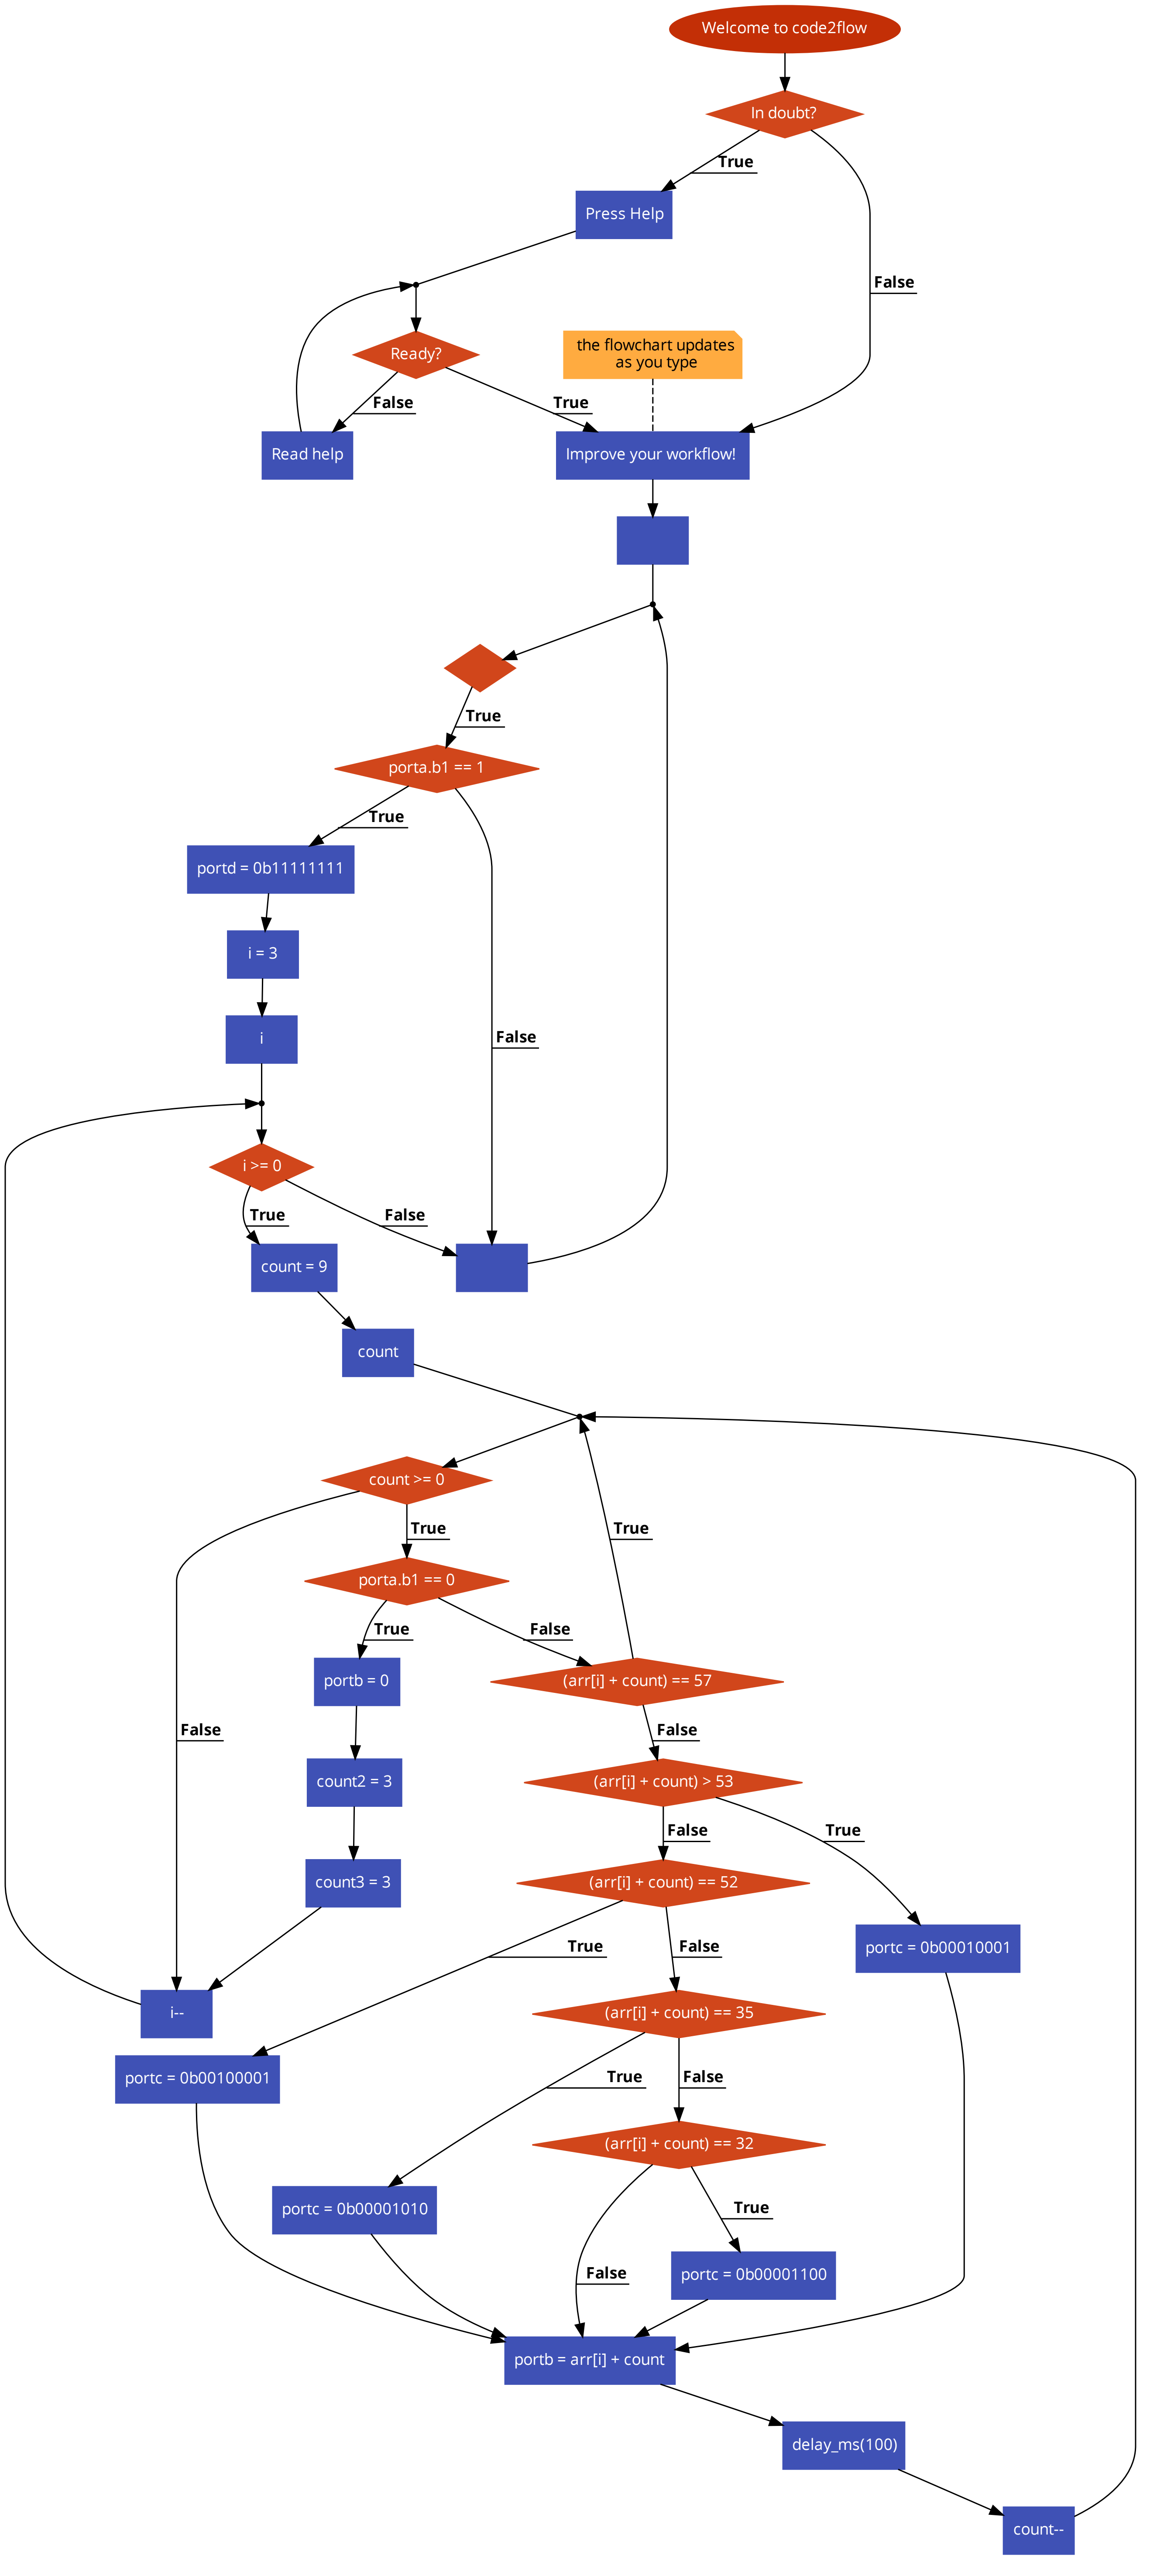 Welcome to code2flow
In doubt?
True
Press Help
False
the flowchart updates
as you type
Ready?
False
True
Read help
Improve your workflow!
True
porta.b1 == 1
True
portd = 0b11111111
i = 3
i
False
i >= 0
True
False
count = 9
count
count >= 0
True
True
porta.b1 == 0
True
False
portb = 0
(arr[i] + count) == 57
False
False
count2 = 3
(arr[i] + count) > 53
False
True
count3 = 3
(arr[i] + count) == 52
True
False
portc = 0b00010001
i--
(arr[i] + count) == 35
portc = 0b00100001
True
False
(arr[i] + count) == 32
portc = 0b00001010
True
False
portc = 0b00001100
portb = arr[i] + count
delay_ms(100)
count--